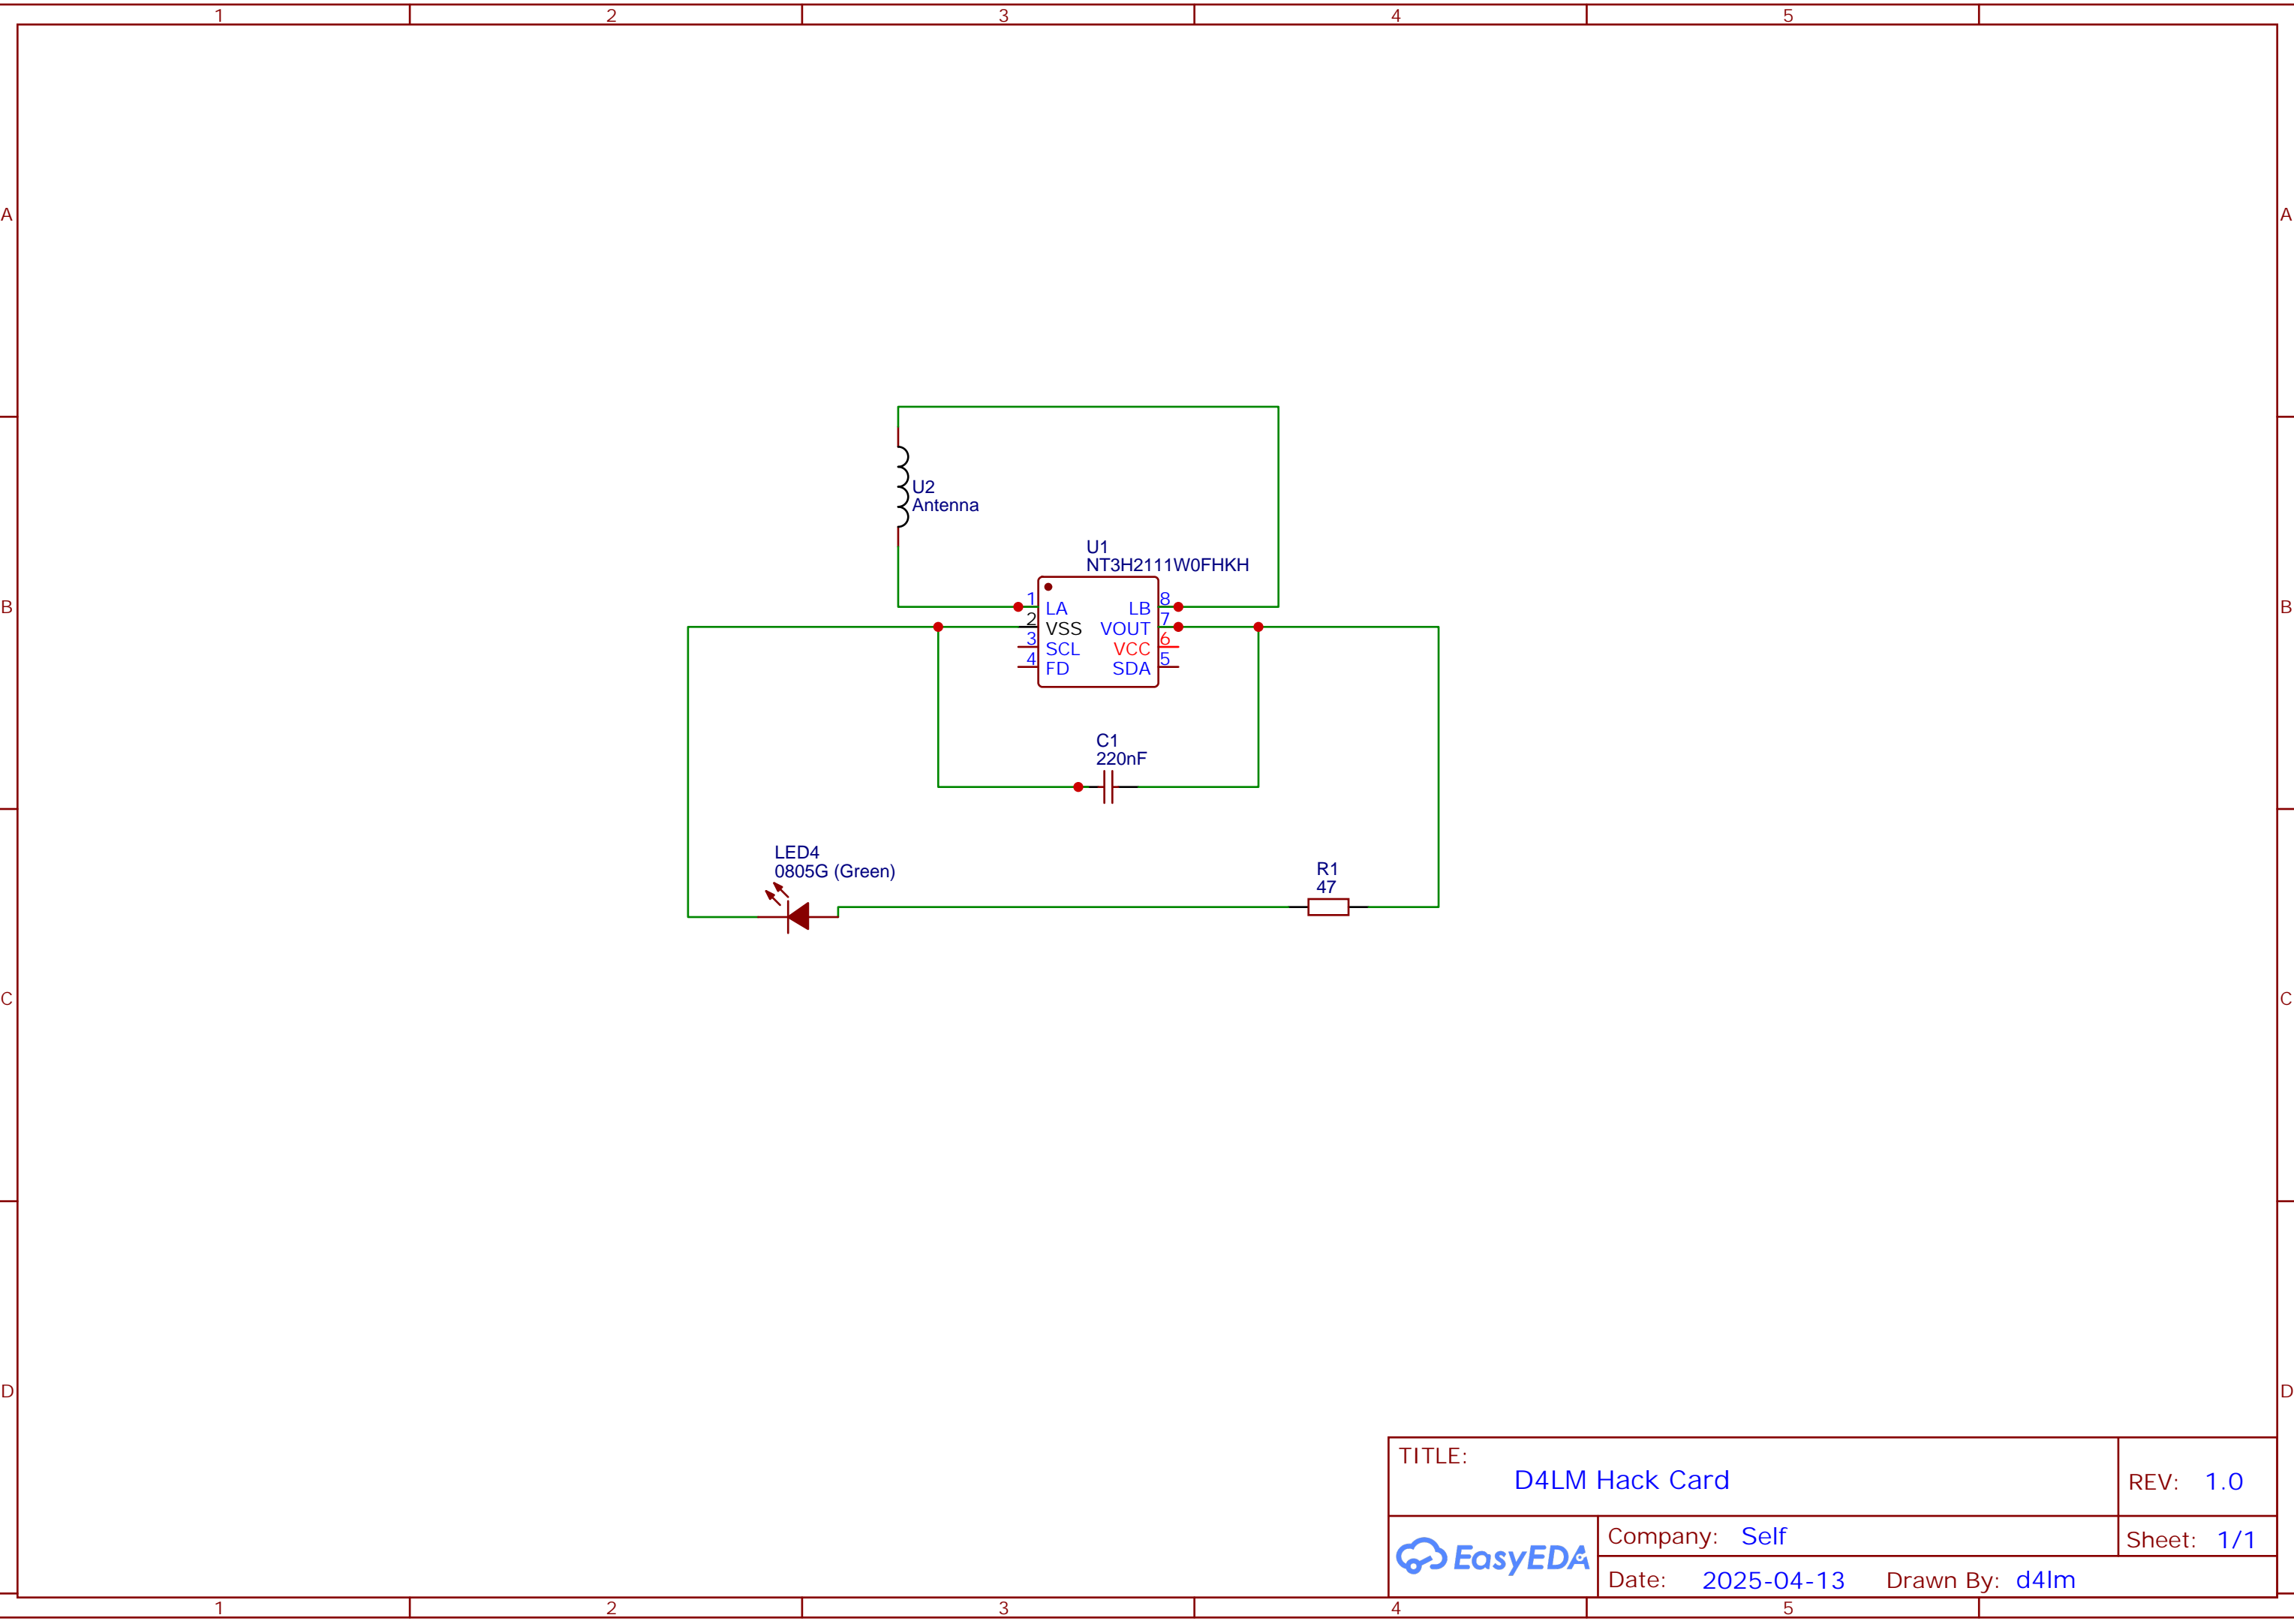 1 2 3 4 5
A A
U2
Antenna
U1
NT3H2111W0FHKH
B B
1 LA LB 8
2 VSS VOUT 7
3 SCL VCC 6
4 FD SDA 5
C1
220nF
LED4
0805G (Green)
R1
47
C C
D D
TITLE:
D4LM Hack Card
REV: 1.0
EasyEDA
Company: Self
Sheet: 1/1
Date: 2025-04-13 Drawn By: d4lm
1 2 3 4 5